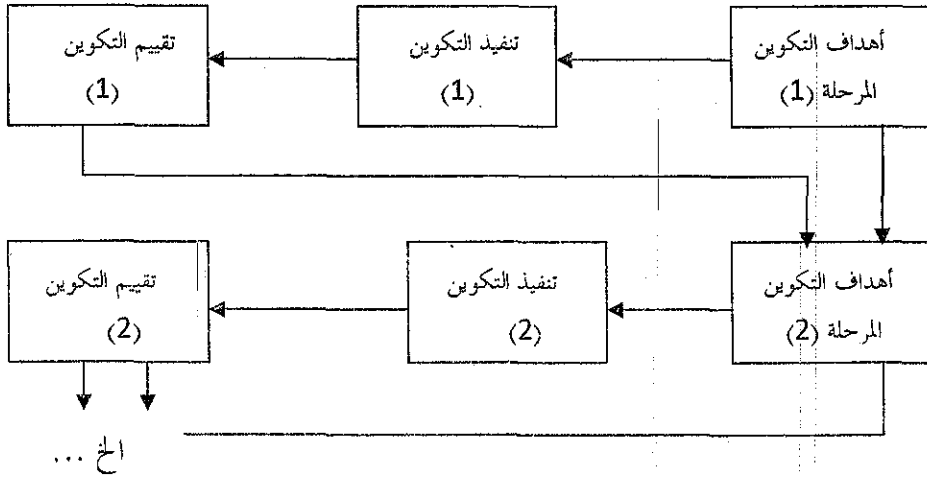 أهداف التكوين
المرحلة (1)
تنفيذ التكوين
(1)
تقييم التكوين
(1)
أهداف التكوين
المرحلة (2)
تنفيذ التكوين
(2)
تقييم التكوين
(2)
الخ ...